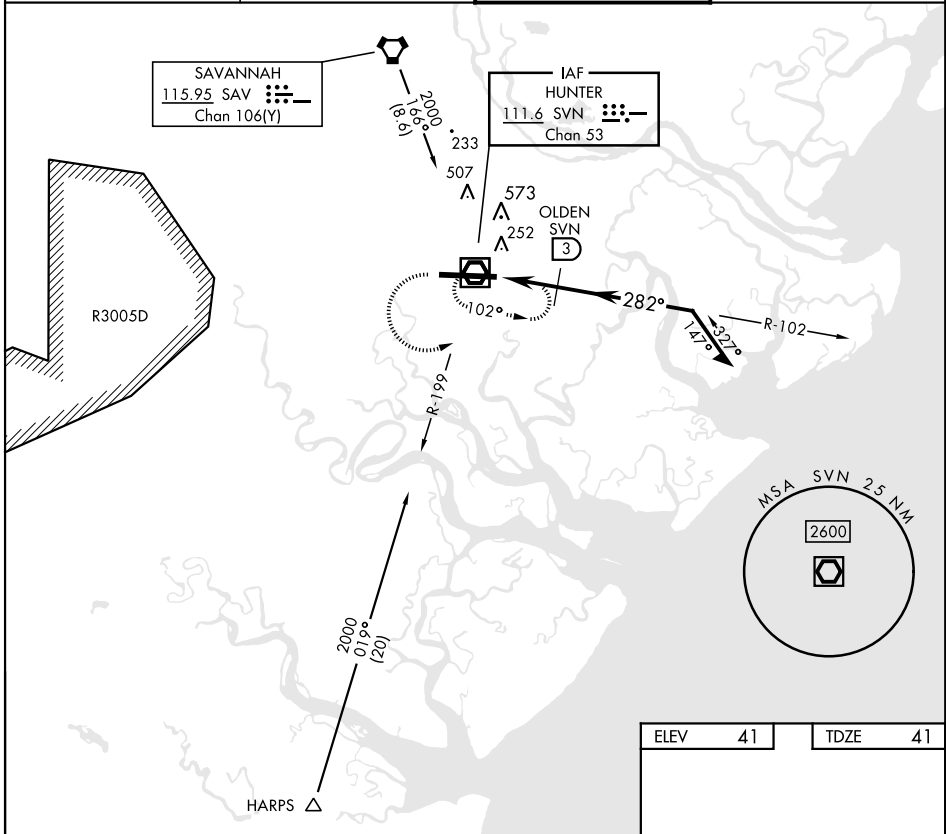 SAVANNAH
115.95 SAV
Chan 106(Y)
IAF
HUNTER
111.6 SVN
Chan 53
2000
166°
(8.6)
233
507
573
252
OLDEN
SVN
3
R3005D
102°
282°
R-102
327°
147°
R-199
MSA SVN 25 NM
2600
2000
019°
(20)
HARPS
ELEV 41
TDZE 41